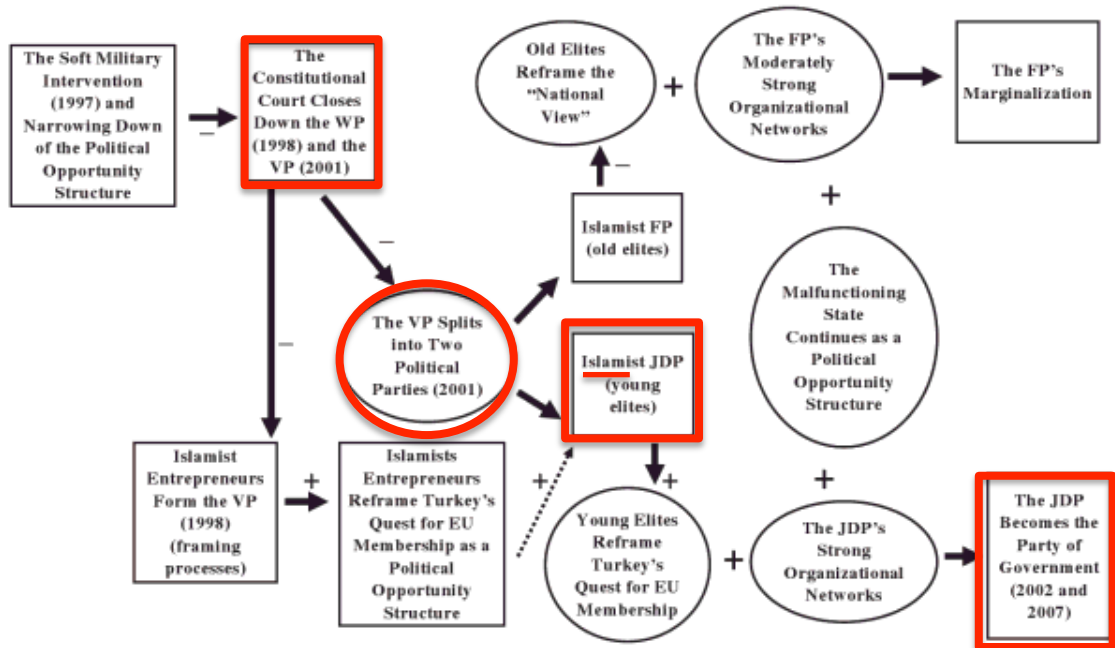 The Soft Military
Intervention
(1997) and
Narrowing Down
of the Political
Opportunity
Structure
–
The
Constitutional
Court Closes
Down the WP
(1998) and the
VP (2001)
–
–
Old Elites
Reframe the
"National
View"
+
The FP's
Moderately
Strong
Organizational
Networks
The FP's
Marginalization
–
Islamist FP
(old elites)
+
The
Malfunctioning
State
Continues as a
Political
Opportunity
Structure
The VP Splits
into Two
Political
Parties (2001)
Islamist JDP
(young
elites)
Islamist
Entrepreneurs
Form the VP
(1998)
(framing
processes)
+
Islamists
Entrepreneurs
Reframe Turkey's
Quest for EU
Membership as a
Political
Opportunity
Structure
+
+
Young Elites
Reframe
Turkey's
Quest for EU
Membership
+
+
The JDP's
Strong
Organizational
Networks
The JDP
Becomes the
Party of
Government
(2002 and
2007)